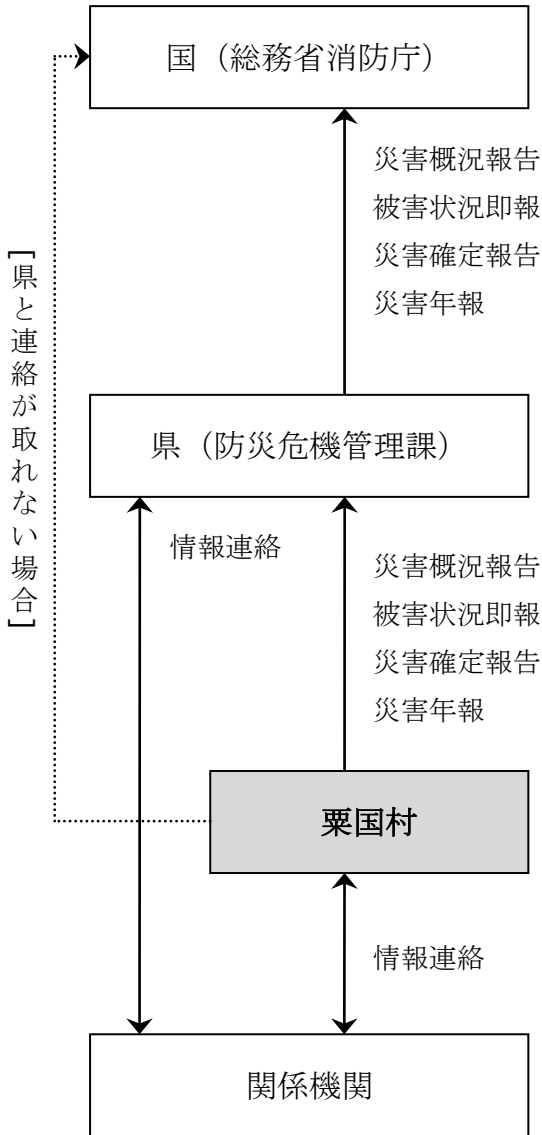 国（総務省消防庁）
災害概況報告
被害状況即報
災害確定報告
災害年報
[県と連絡が取れない場合]
県（防災危機管理課）
情報連絡
災害概況報告
被害状況即報
災害確定報告
災害年報
粟国村
情報連絡
関係機関